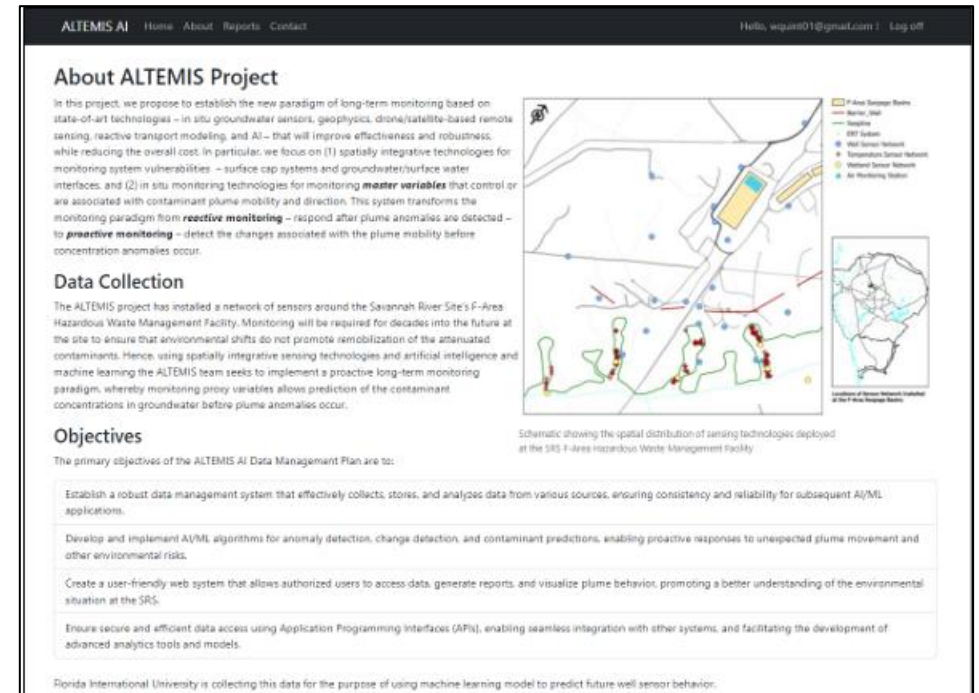 ALTEMIS AI Home About Reports Contact
Hello, wquint01@gmail.com ! Log off
About ALTEMIS Project
In this project, we propose to establish the new paradigm of long-term monitoring based on
state-of-art technologies – in situ groundwater sensors, geophysics, drone/satellite-based remote
sensing, reactive transport modeling, and AI – that will improve effectiveness and robustness,
while reducing the overall cost. In particular, we focus on (1) spatially integrative technologies for
monitoring system vulnerabilities – surface cap systems and groundwater/surface water
interfaces, and (2) in situ monitoring technologies for monitoring master variables that control or
are associated with contaminant plume mobility and direction. This system transforms the
monitoring paradigm from reactive monitoring – respond after plume anomalies are detected –
to proactive monitoring – detect the changes associated with the plume mobility before
concentration anomalies occur.
Data Collection
The ALTEMIS project has installed a network of sensors around the Savannah River Site's F-Area
Hazardous Waste Management Facility. Monitoring will be required for decades into the future at
the site to ensure that environmental shifts do not promote remobilization of the attenuated
contaminants. Hence, using spatially integrative sensing technologies and artificial intelligence and
machine learning the ALTEMIS team seeks to implement a proactive long-term monitoring
paradigm, whereby monitoring proxy variables allows prediction of the contaminant
concentrations in groundwater before plume anomalies occur.
F-Area Seepage Basins
Barrier_Wall
Seepline
ERT System
Well Sensor Network
Temperature Sensor Network
Wetland Sensor Network
Air Monitoring Station
Locations of Sensor Network Installed
at the F-Area Seepage Basins
Schematic showing the spatial distribution of sensing technologies deployed
at the SRS F-Area Hazardous Waste Management Facility
Objectives
The primary objectives of the ALTEMIS AI Data Management Plan are to:
Establish a robust data management system that effectively collects, stores, and analyzes data from various sources, ensuring consistency and reliability for subsequent AI/ML
applications.
Develop and implement AI/ML algorithms for anomaly detection, change detection, and contaminant predictions, enabling proactive responses to unexpected plume movement and
other environmental risks.
Create a user-friendly web system that allows authorized users to access data, generate reports, and visualize plume behavior, promoting a better understanding of the environmental
situation at the SRS.
Ensure secure and efficient data access using Application Programming Interfaces (APIs), enabling seamless integration with other systems, and facilitating the development of
advanced analytics tools and models.
Florida International University is collecting this data for the purpose of using machine learning model to predict future well sensor behavior.